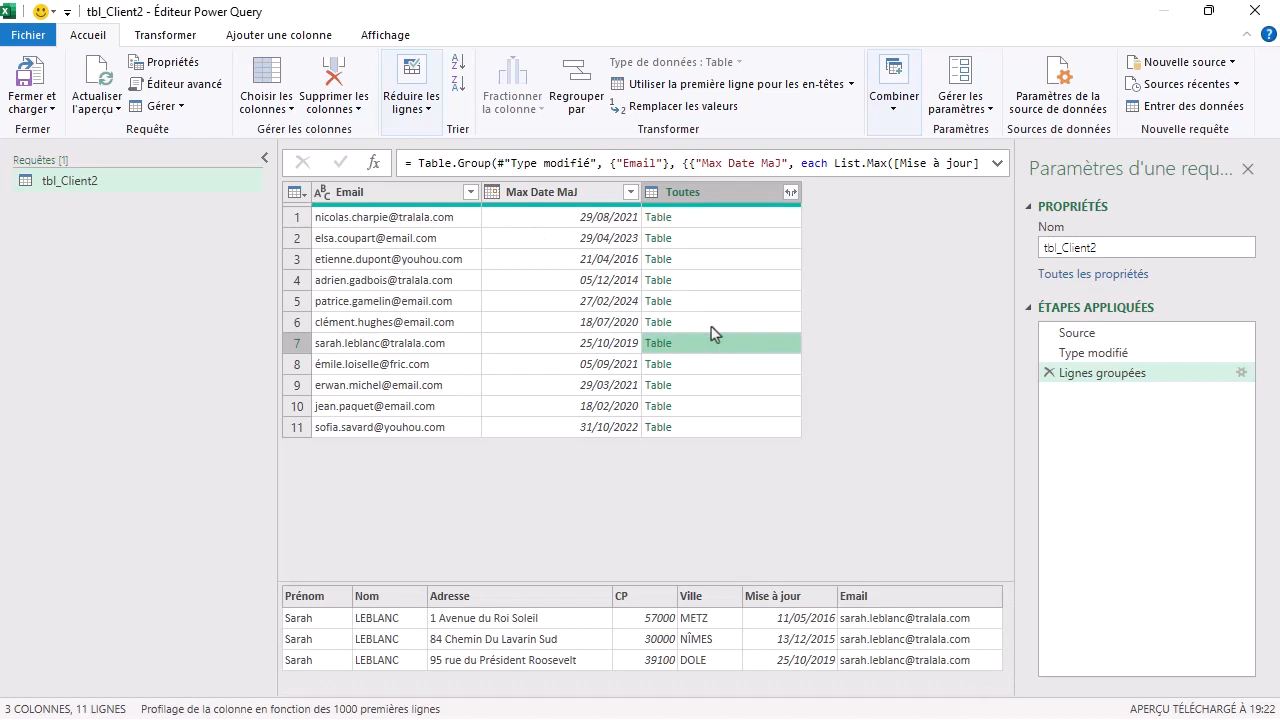 tbl_Client2 - Éditeur Power Query
Fichier Accueil Transformer Ajouter une colonne Affichage
Fermer et charger Fermer
Actualiser l'aperçu Propriétés Éditeur avancé Gérer Requête
Choisir les colonnes Supprimer les colonnes Gérer les colonnes
Réduire les lignes Trier
Fractionner la colonne Regrouper par Type de données : Table Utiliser la première ligne pour les en-têtes Remplacer les valeurs Transformer
Combiner
Gérer les paramètres Paramètres
Paramètres de la source de données Sources de données
Nouvelle source Sources récentes Entrer des données Nouvelle requête
Requêtes [1]
tbl_Client2
fx = Table.Group(#"Type modifié", {"Email"}, {{"Max Date MaJ", each List.Max([Mise à jour]
ABC Email Max Date MaJ Toutes
1 nicolas.charpie@tralala.com 29/08/2021 Table
2 elsa.coupart@email.com 29/04/2023 Table
3 etienne.dupont@youhou.com 21/04/2016 Table
4 adrien.gadbois@tralala.com 05/12/2014 Table
5 patrice.gamelin@email.com 27/02/2024 Table
6 clément.hughes@email.com 18/07/2020 Table
7 sarah.leblanc@tralala.com 25/10/2019 Table
8 émile.loiselle@fric.com 05/09/2021 Table
9 erwan.michel@email.com 29/03/2021 Table
10 jean.paquet@email.com 18/02/2020 Table
11 sofia.savard@youhou.com 31/10/2022 Table
Prénom Nom Adresse CP Ville Mise à jour Email
Sarah LEBLANC 1 Avenue du Roi Soleil 57000 METZ 11/05/2016 sarah.leblanc@tralala.com
Sarah LEBLANC 84 Chemin Du Lavarin Sud 30000 NÎMES 13/12/2015 sarah.leblanc@tralala.com
Sarah LEBLANC 95 rue du Président Roosevelt 39100 DOLE 25/10/2019 sarah.leblanc@tralala.com
Paramètres d'une requ...
PROPRIÉTÉS
Nom
tbl_Client2
Toutes les propriétés
ÉTAPES APPLIQUÉES
Source
Type modifié
Lignes groupées
3 COLONNES, 11 LIGNES Profilage de la colonne en fonction des 1000 premières lignes APERÇU TÉLÉCHARGÉ À 19:22